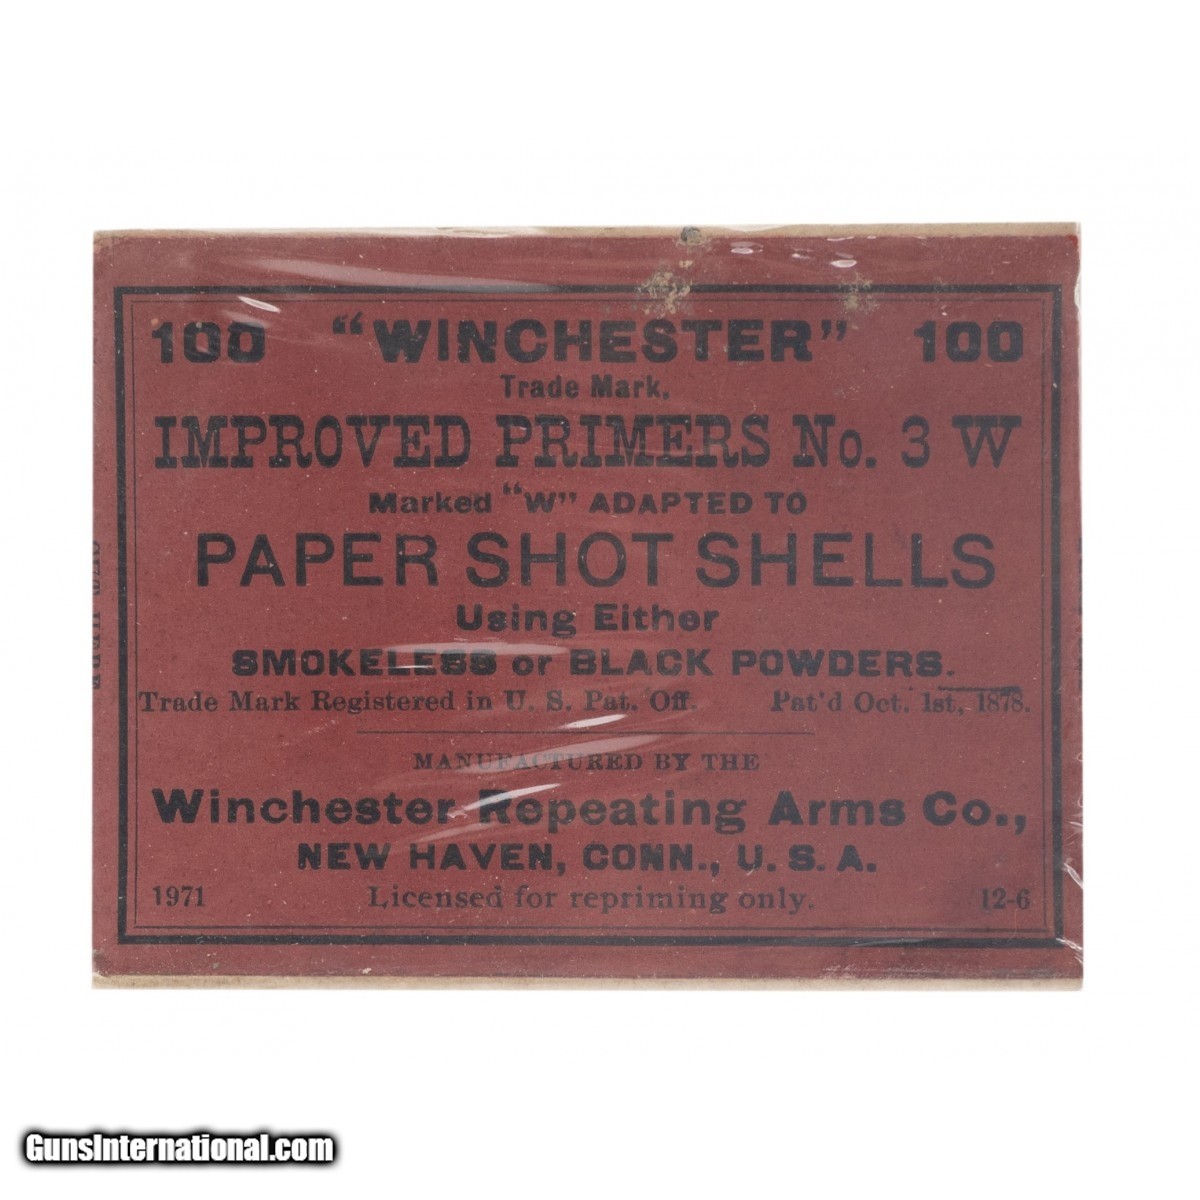 100 "WINCHESTER" 100
Trade Mark.
IMPROVED PRIMERS No. 3 W
Marked "W" ADAPTED TO
PAPER SHOT SHELLS
Using Either
SMOKELESS or BLACK POWDERS.
Trade Mark Registered in U. S. Pat. Off. Pat'd Oct. 1st, 1878.
MANUFACTURED BY THE
Winchester Repeating Arms Co.,
NEW HAVEN, CONN., U. S. A.
1971 Licensed for repriming only. 12-6
GunsInternational.com